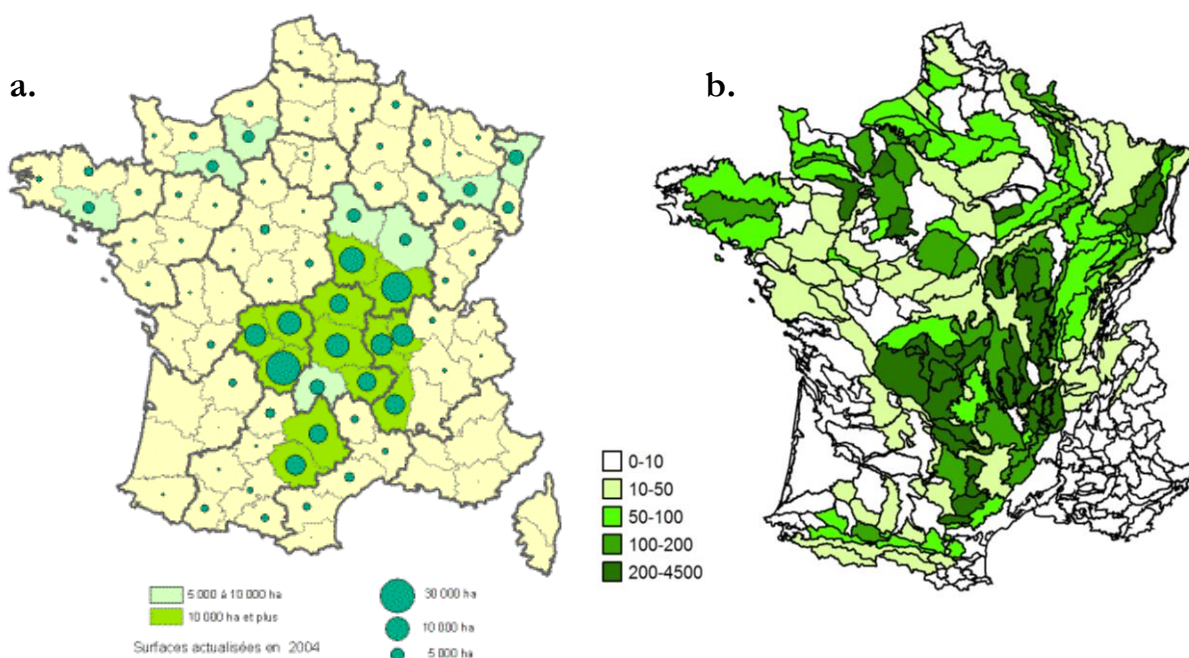 a.
5 000 à 10 000 ha
10 000 ha et plus
Surfaces actualisées en 2004
30 000 ha
10 000 ha
5 000 ha
b.
0-10
10-50
50-100
100-200
200-4500